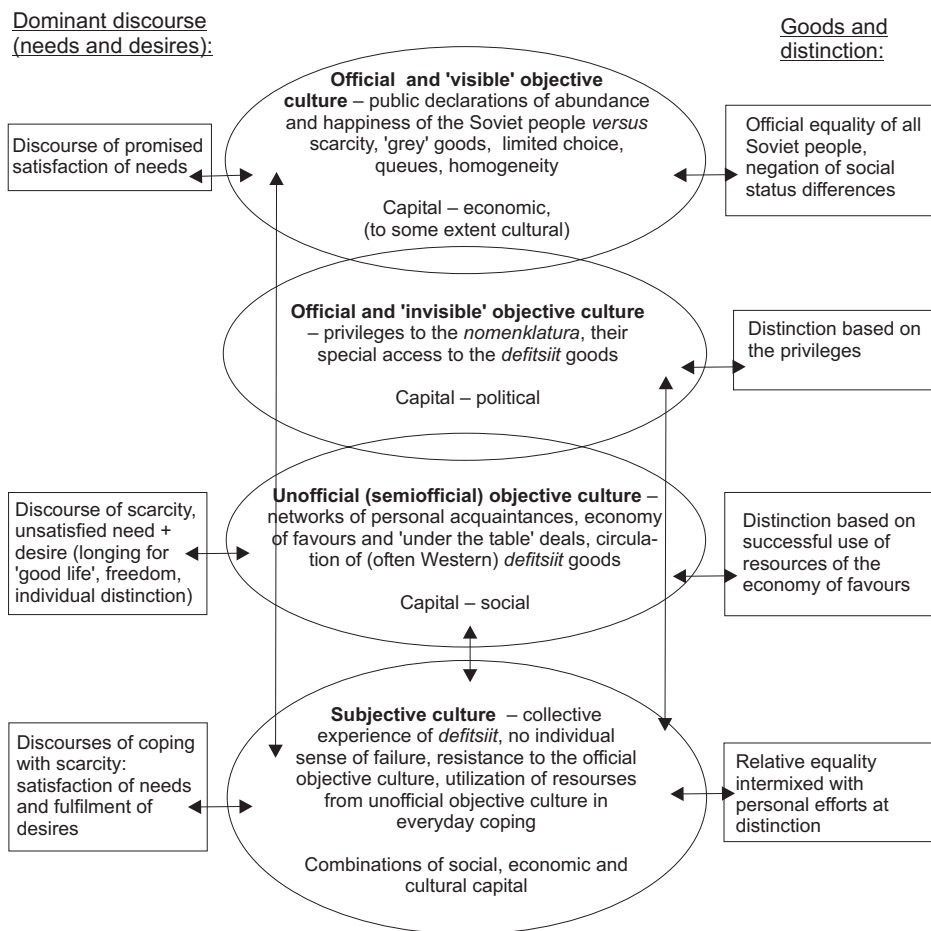 Dominant discourse
(needs and desires):
Goods and
distinction:
Official and 'visible' objective
culture – public declarations of abundance
and happiness of the Soviet people versus
scarcity, 'grey' goods, limited choice,
queues, homogeneity
Capital – economic,
(to some extent cultural)
Discourse of promised
satisfaction of needs
Official equality of all
Soviet people,
negation of social
status differences
Official and 'invisible' objective culture
– privileges to the nomenklatura, their
special access to the defitsiit goods
Capital – political
Distinction based on
the privileges
Discourse of scarcity,
unsatisfied need +
desire (longing for
'good life', freedom,
individual distinction)
Unofficial (semiofficial) objective culture –
networks of personal acquaintances, economy
of favours and 'under the table' deals, circula-
tion of (often Western) defitsiit goods
Capital – social
Distinction based on
successful use of
resources of the
economy of favours
Discourses of coping
with scarcity:
satisfaction of needs
and fulfilment of
desires
Subjective culture – collective
experience of defitsiit, no individual
sense of failure, resistance to the official
objective culture, utilization of resourses
from unofficial objective culture in
everyday coping
Combinations of social, economic and
cultural capital
Relative equality
intermixed with
personal efforts at
distinction